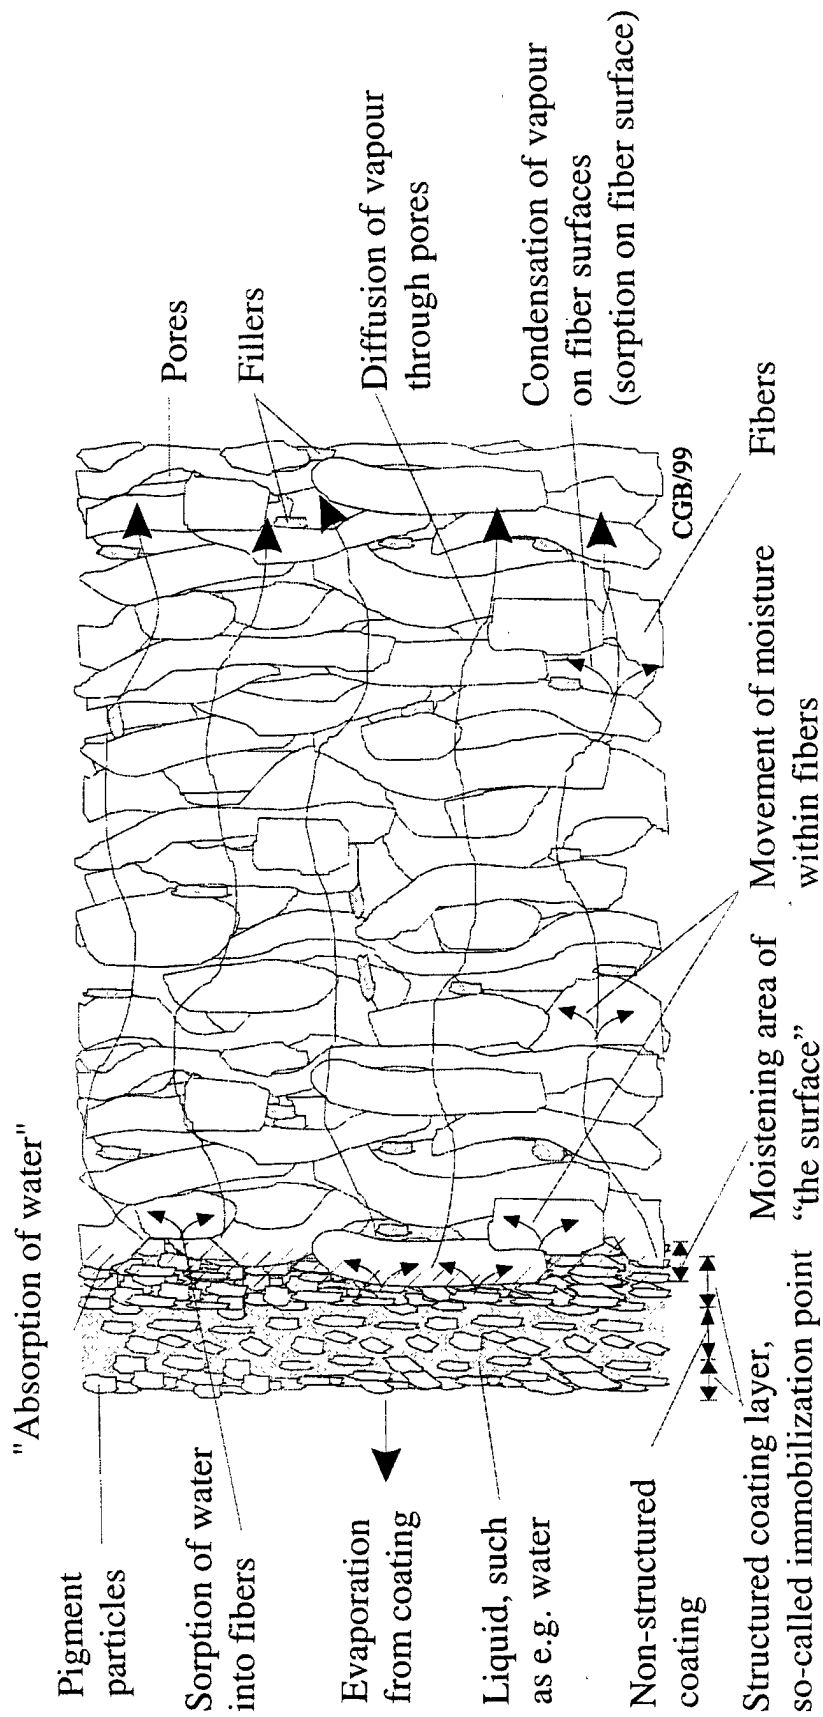 "Absorption of water"
Pigment
particles
Sorption of water
into fibers
Evaporation
from coating
Liquid, such
as e.g. water
Non-structured
coating
Structured coating layer,
so-called immobilization point
Moistening area of
"the surface"
Movement of moisture
within fibers
Fibers
Pores
Fillers
Diffusion of vapour
through pores
Condensation of vapour
on fiber surfaces
(sorption on fiber surface)
CGB/99